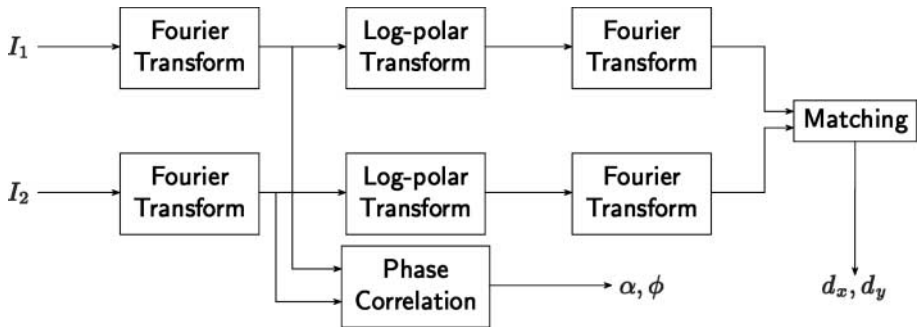 I₁
Fourier
Transform
Log-polar
Transform
Fourier
Transform
Matching
I₂
Fourier
Transform
Log-polar
Transform
Fourier
Transform
Phase
Correlation
α, ϕ
dₓ, d_y